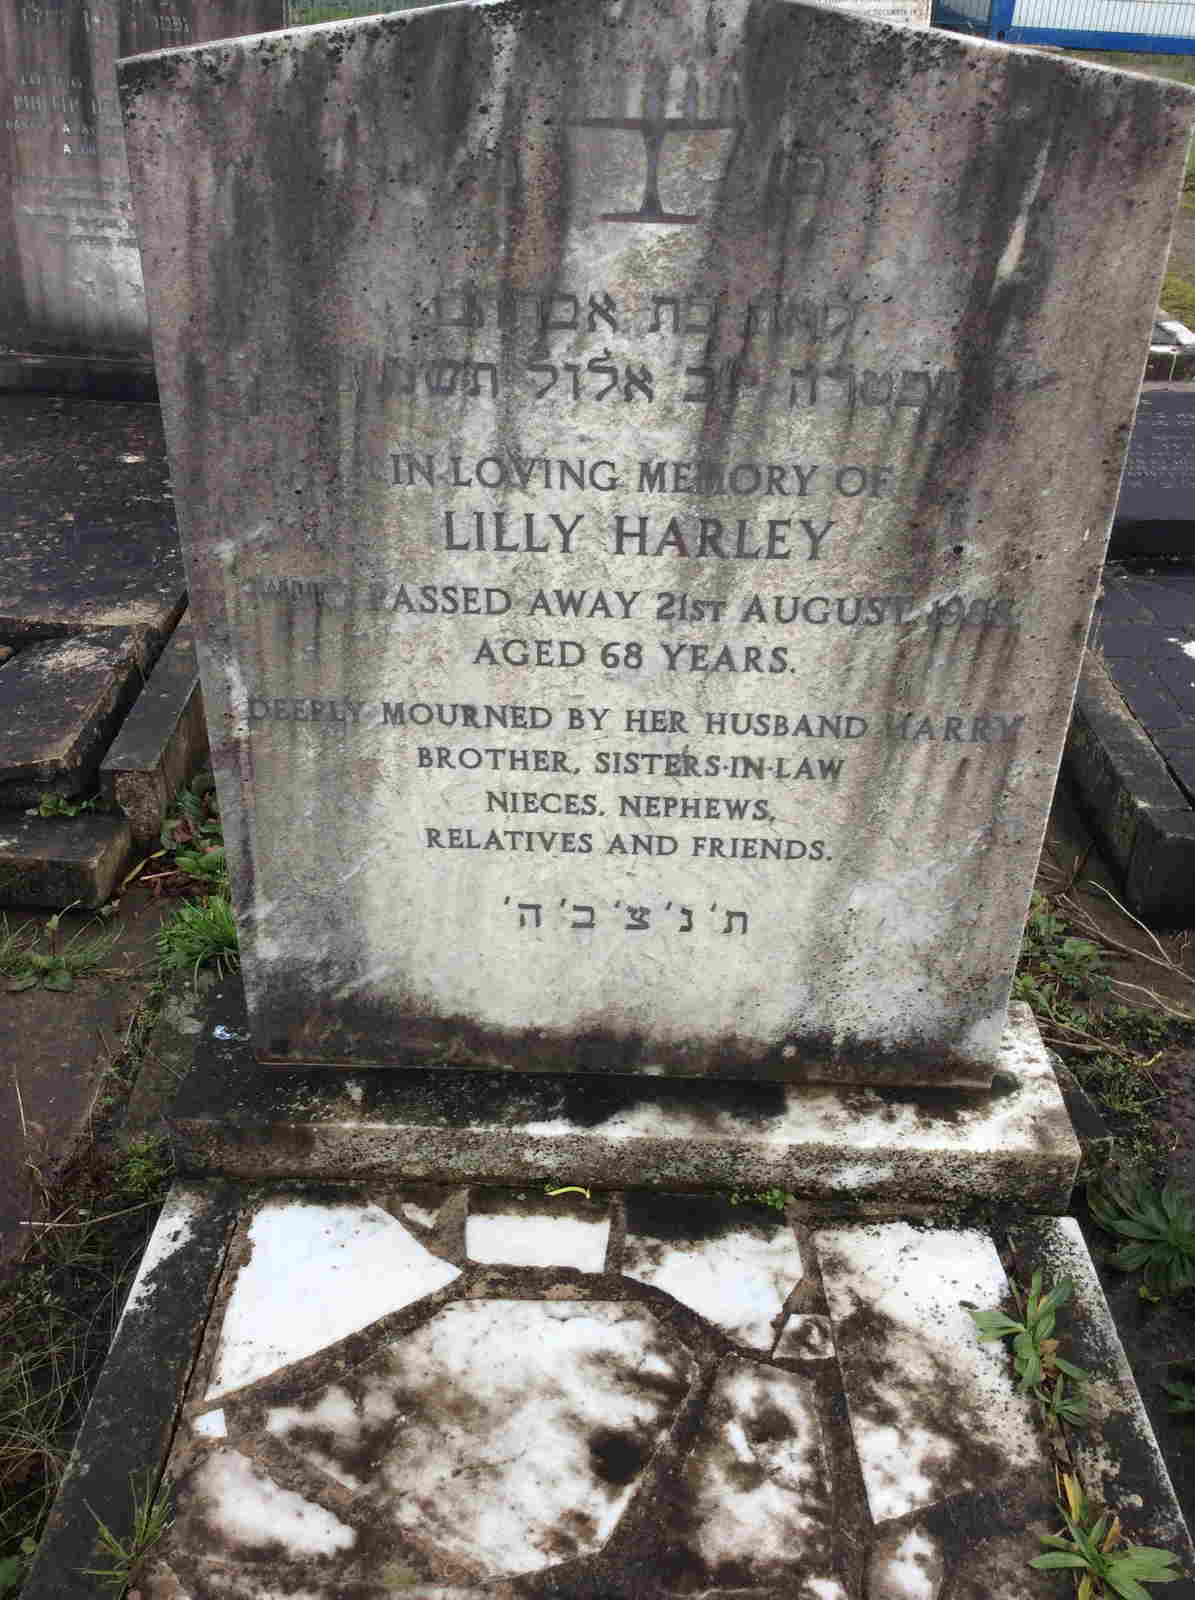 בת אברהם
נפטרה י״ב אלול
IN LOVING MEMORY OF
LILLY HARLEY
PASSED AWAY 21ST AUGUST
AGED 68 YEARS.
DEEPLY MOURNED BY HER HUSBAND HARRY
BROTHER, SISTERS-IN-LAW
NIECES, NEPHEWS,
RELATIVES AND FRIENDS.
ת׳ נ׳ צ׳ ב׳ ה׳